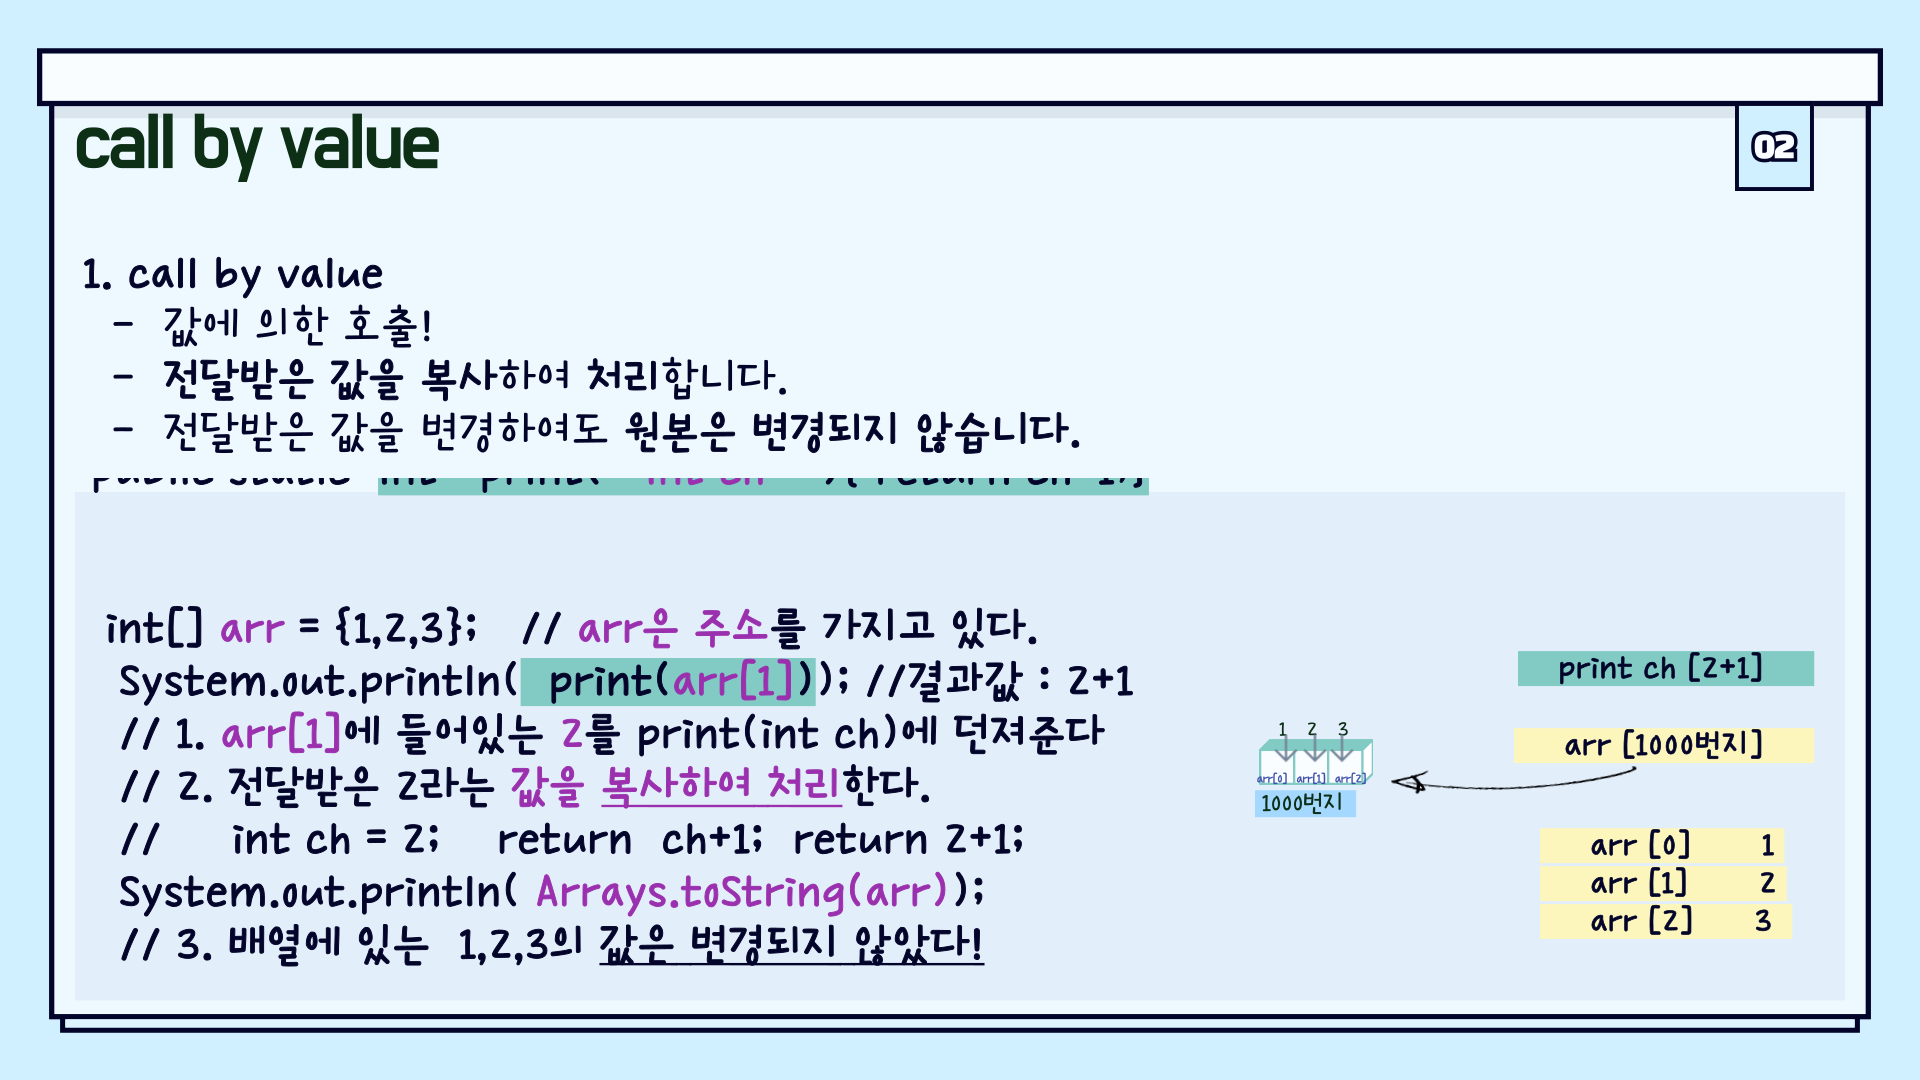 call by value
02
1. call by value
- 값에 의한 호출!
- 전달받은 값을 복사하여 처리합니다.
- 전달받은 값을 변경하여도 원본은 변경되지 않습니다.
public static int print( int ch ){ return ch+1;}
int[] arr = {1,2,3}; // arr은 주소를 가지고 있다.
System.out.println( print(arr[1])); //결과값 : 2+1
// 1. arr[1]에 들어있는 2를 print(int ch)에 던져준다
// 2. 전달받은 2라는 값을 복사하여 처리한다.
// int ch = 2; return ch+1; return 2+1;
System.out.println( Arrays.toString(arr));
// 3. 배열에 있는 1,2,3의 값은 변경되지 않았다!
print ch [2+1]
1 2 3
arr[0] arr[1] arr[2]
1000번지
arr [1000번지]
arr [0] 1
arr [1] 2
arr [2] 3